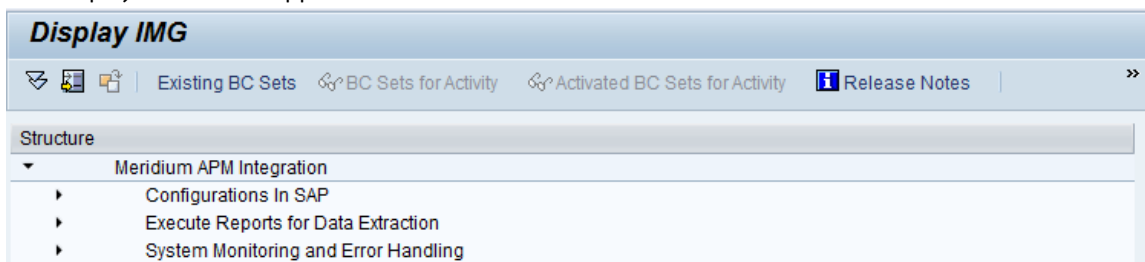 Display IMG
Existing BC Sets BC Sets for Activity Activated BC Sets for Activity Release Notes »
Structure
Meridium APM Integration
Configurations In SAP
Execute Reports for Data Extraction
System Monitoring and Error Handling